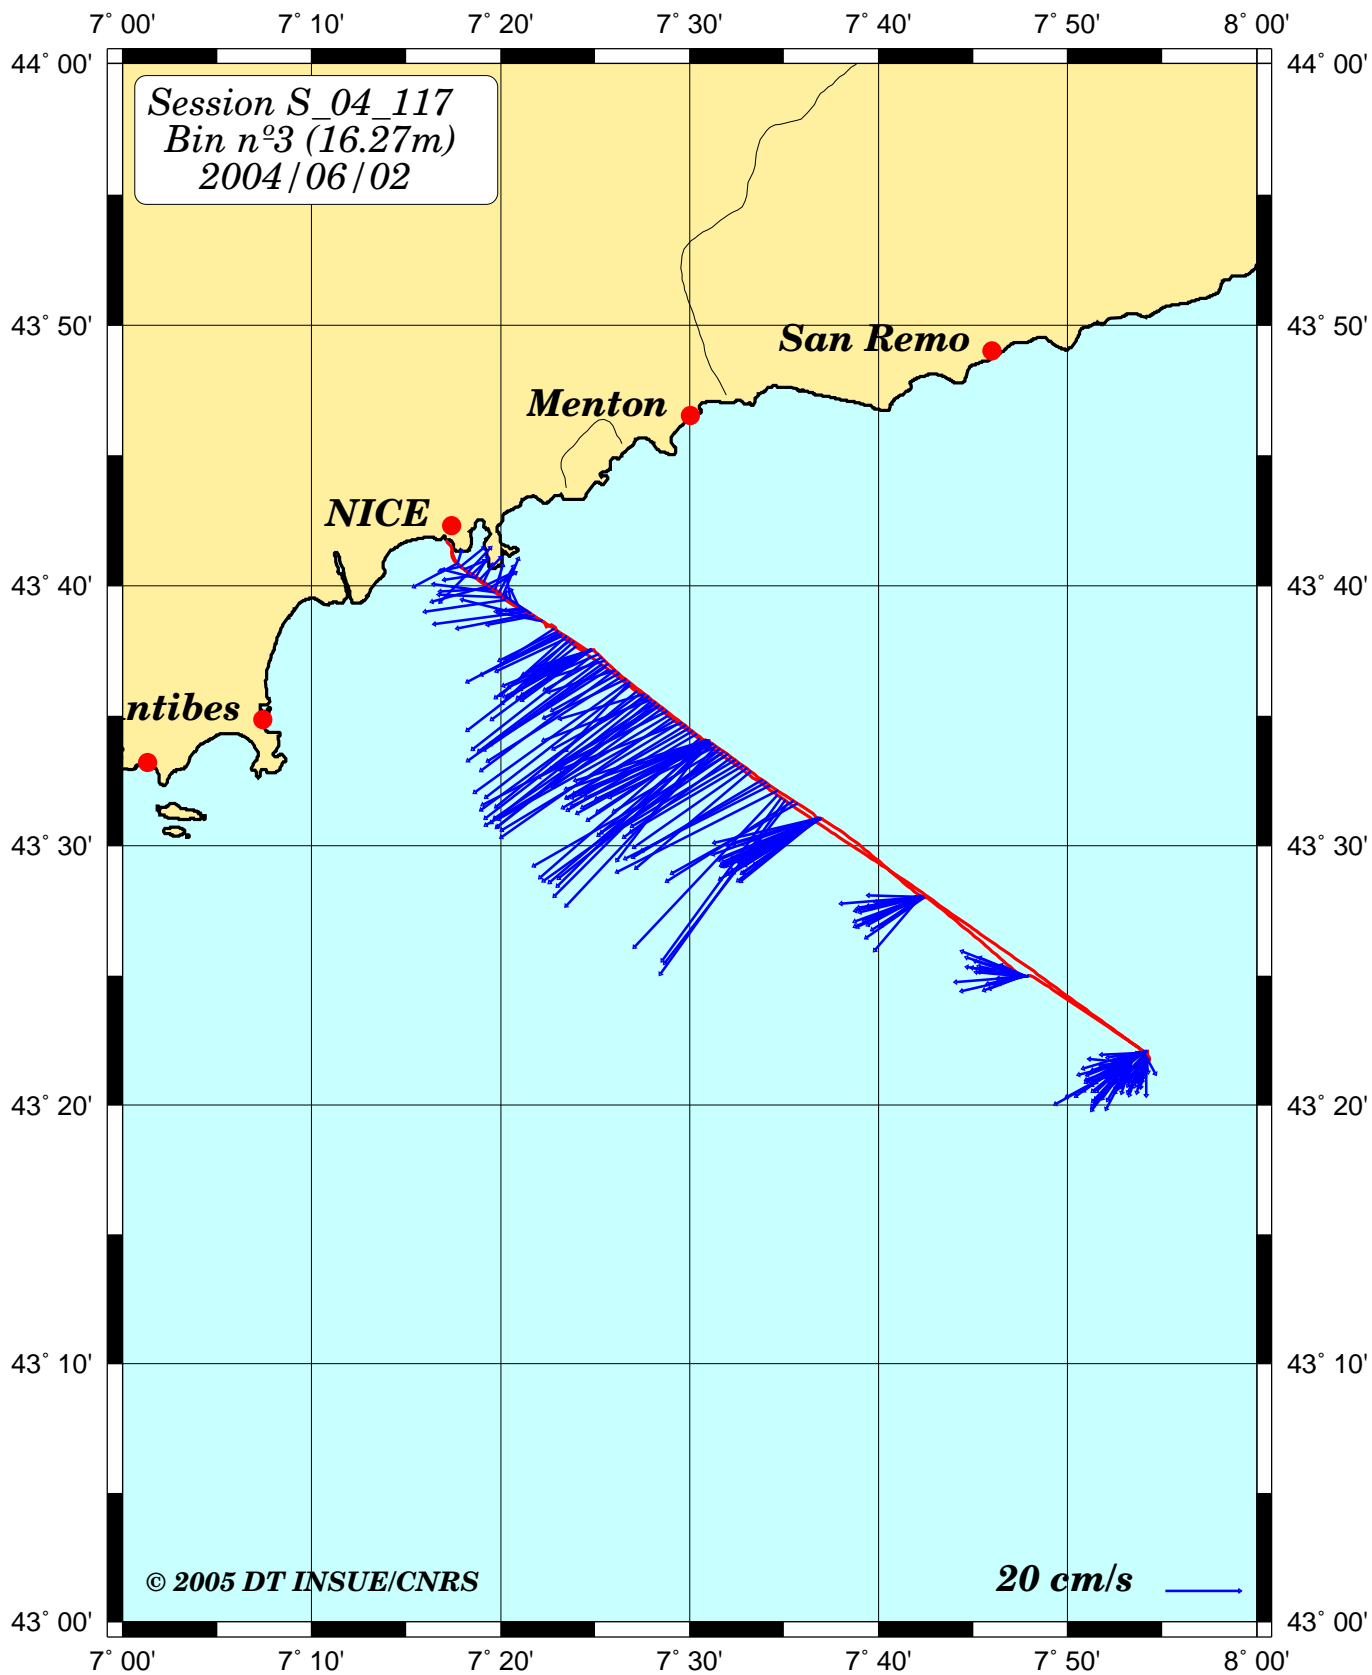 7° 00' 7° 10' 7° 20' 7° 30' 7° 40' 7° 50' 8° 00'
44° 00' 44° 00'
Session S_04_117
Bin nº3 (16.27m)
2004/06/02
43° 50' 43° 50'
San Remo
Menton
NICE
43° 40' 43° 40'
ntibes
43° 30' 43° 30'
43° 20' 43° 20'
43° 10' 43° 10'
© 2005 DT INSUE/CNRS 20 cm/s
43° 00' 43° 00'
7° 00' 7° 10' 7° 20' 7° 30' 7° 40' 7° 50' 8° 00'